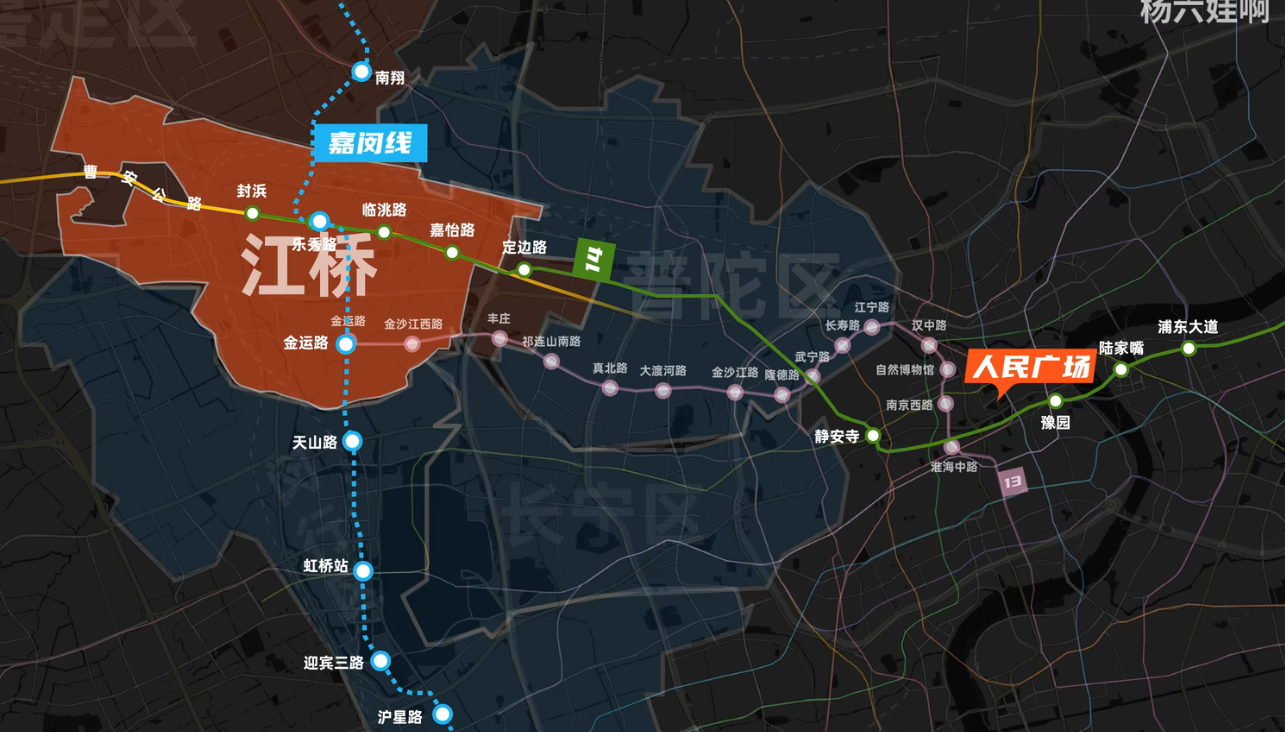 嘉定区
杨六娃啊
南翔
嘉闵线
曹安公路
封浜
临洮路
乐秀路
嘉怡路
定边路
14
江桥
普陀区
金运路
金运路
金沙江西路
丰庄
祁连山南路
真北路
大渡河路
金沙江路
隆德路
武宁路
长寿路
江宁路
汉中路
自然博物馆
南京西路
淮海中路
13
人民广场
陆家嘴
浦东大道
豫园
静安寺
天山路
长宁区
虹桥站
迎宾三路
沪星路